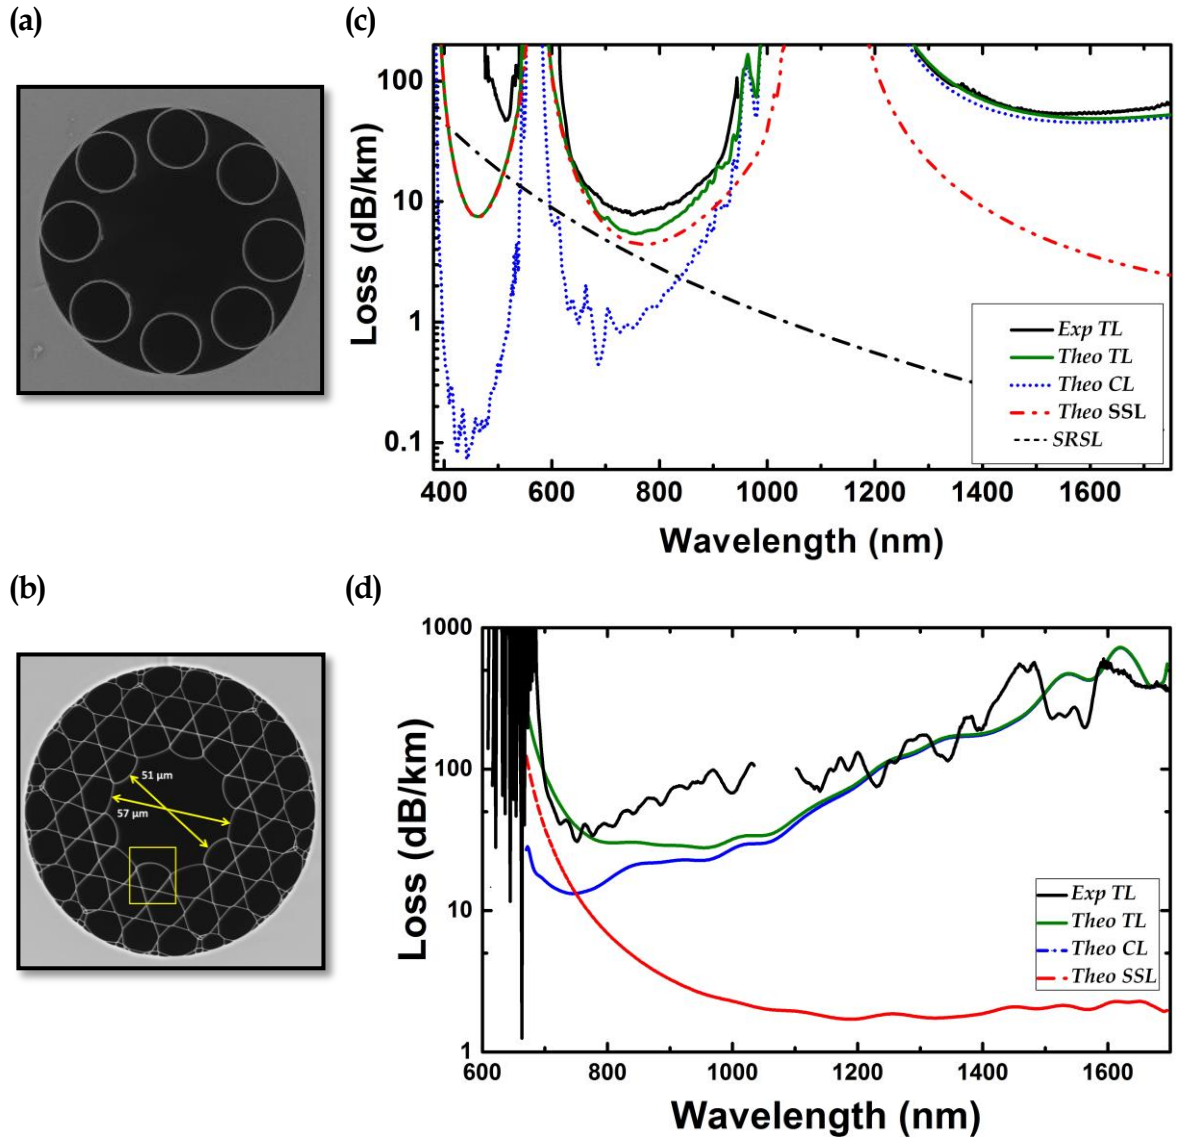 (a)
(c)
100
10
1
0.1
Loss (dB/km)
400 600 800 1000 1200 1400 1600
Wavelength (nm)
Exp TL
Theo TL
Theo CL
Theo SSL
SRSL
(b)
51 µm
57 µm
(d)
1000
100
10
1
Loss (dB/km)
600 800 1000 1200 1400 1600
Wavelength (nm)
Exp TL
Theo TL
Theo CL
Theo SSL